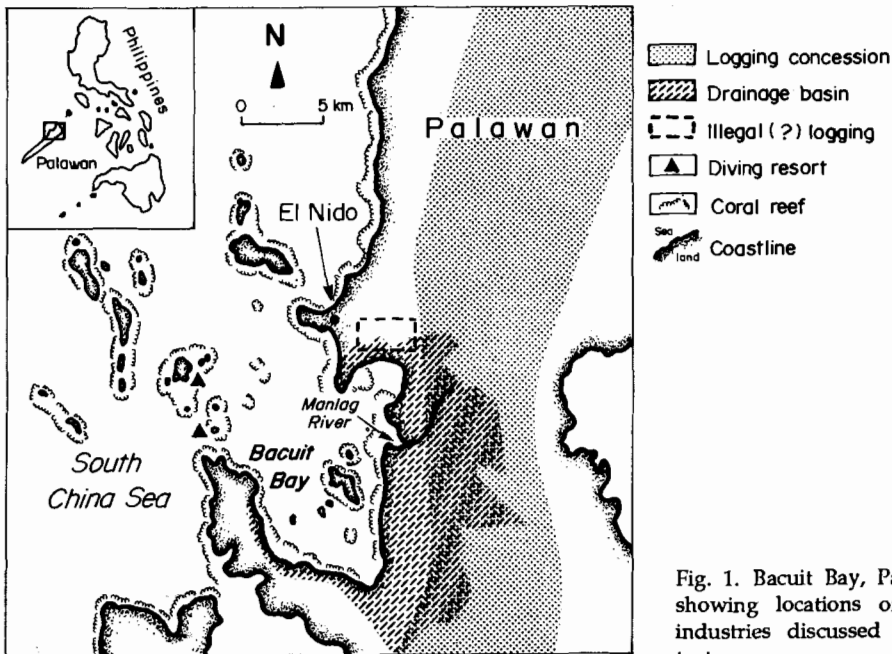 Philippines
Palawan
N
0 5 km
Palawan
El Nido
Manlag
River
Bacuit
Bay
South
China Sea
Logging concession
Drainage basin
Illegal (?) logging
Diving resort
Coral reef
Sea
land
Coastline
Fig. 1. Bacuit Bay,
showing locations
industries discussed